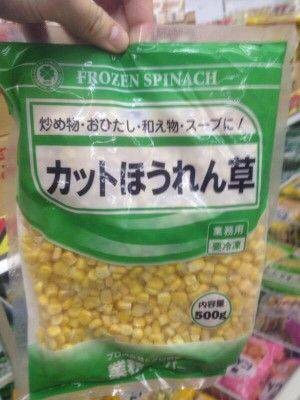 FROZEN SPINACH
炒め物・おひたし・和え物・スープに!
カットほうれん草
業務用
要冷凍
内容量
500g